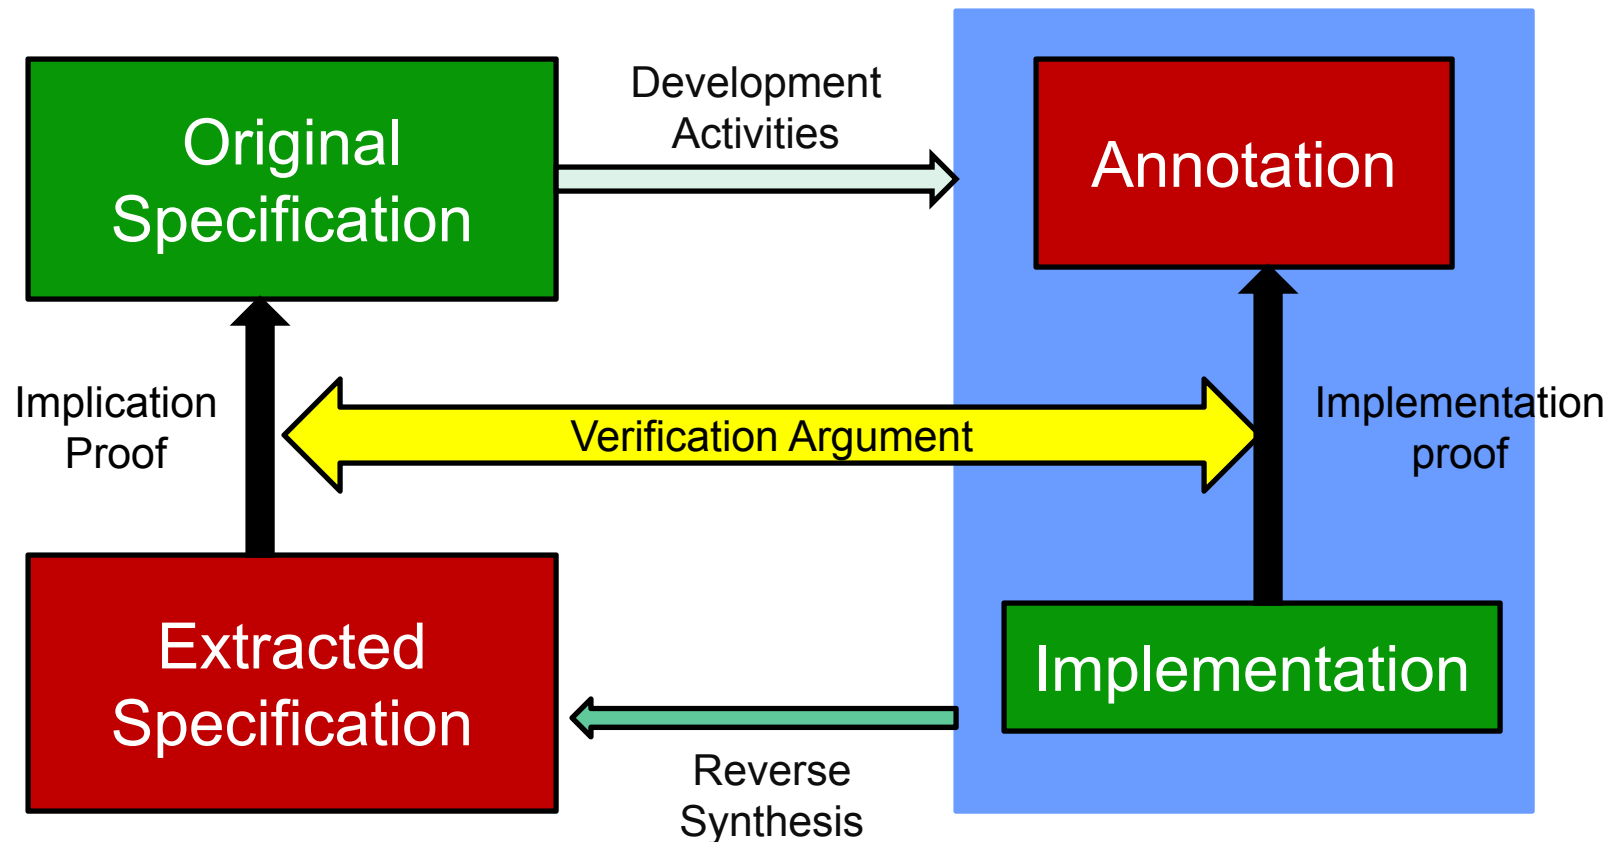 Original
Specification
Development
Activities
Annotation
Implication
Proof
Verification Argument
Implementation
proof
Extracted
Specification
Implementation
Reverse
Synthesis